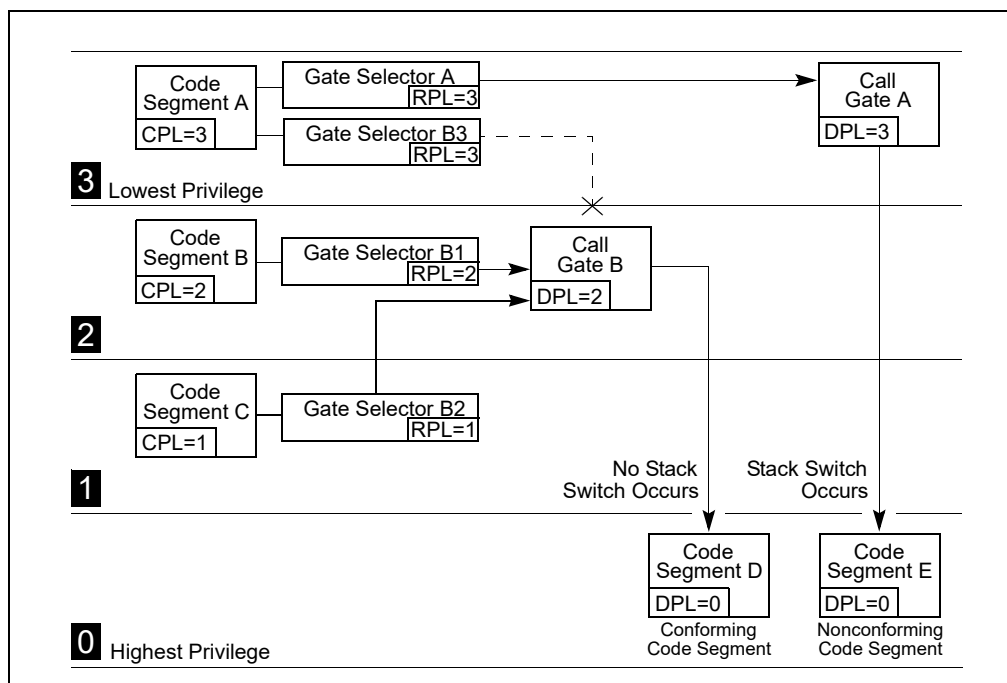 Code
Segment A
CPL=3
Gate Selector A
RPL=3
Gate Selector B3
RPL=3
Call
Gate A
DPL=3
3 Lowest Privilege
Code
Segment B
CPL=2
Gate Selector B1
RPL=2
Call
Gate B
DPL=2
2
Code
Segment C
CPL=1
Gate Selector B2
RPL=1
No Stack
Switch Occurs
Stack Switch
Occurs
1
Code
Segment D
DPL=0
Conforming
Code Segment
Code
Segment E
DPL=0
Nonconforming
Code Segment
0 Highest Privilege